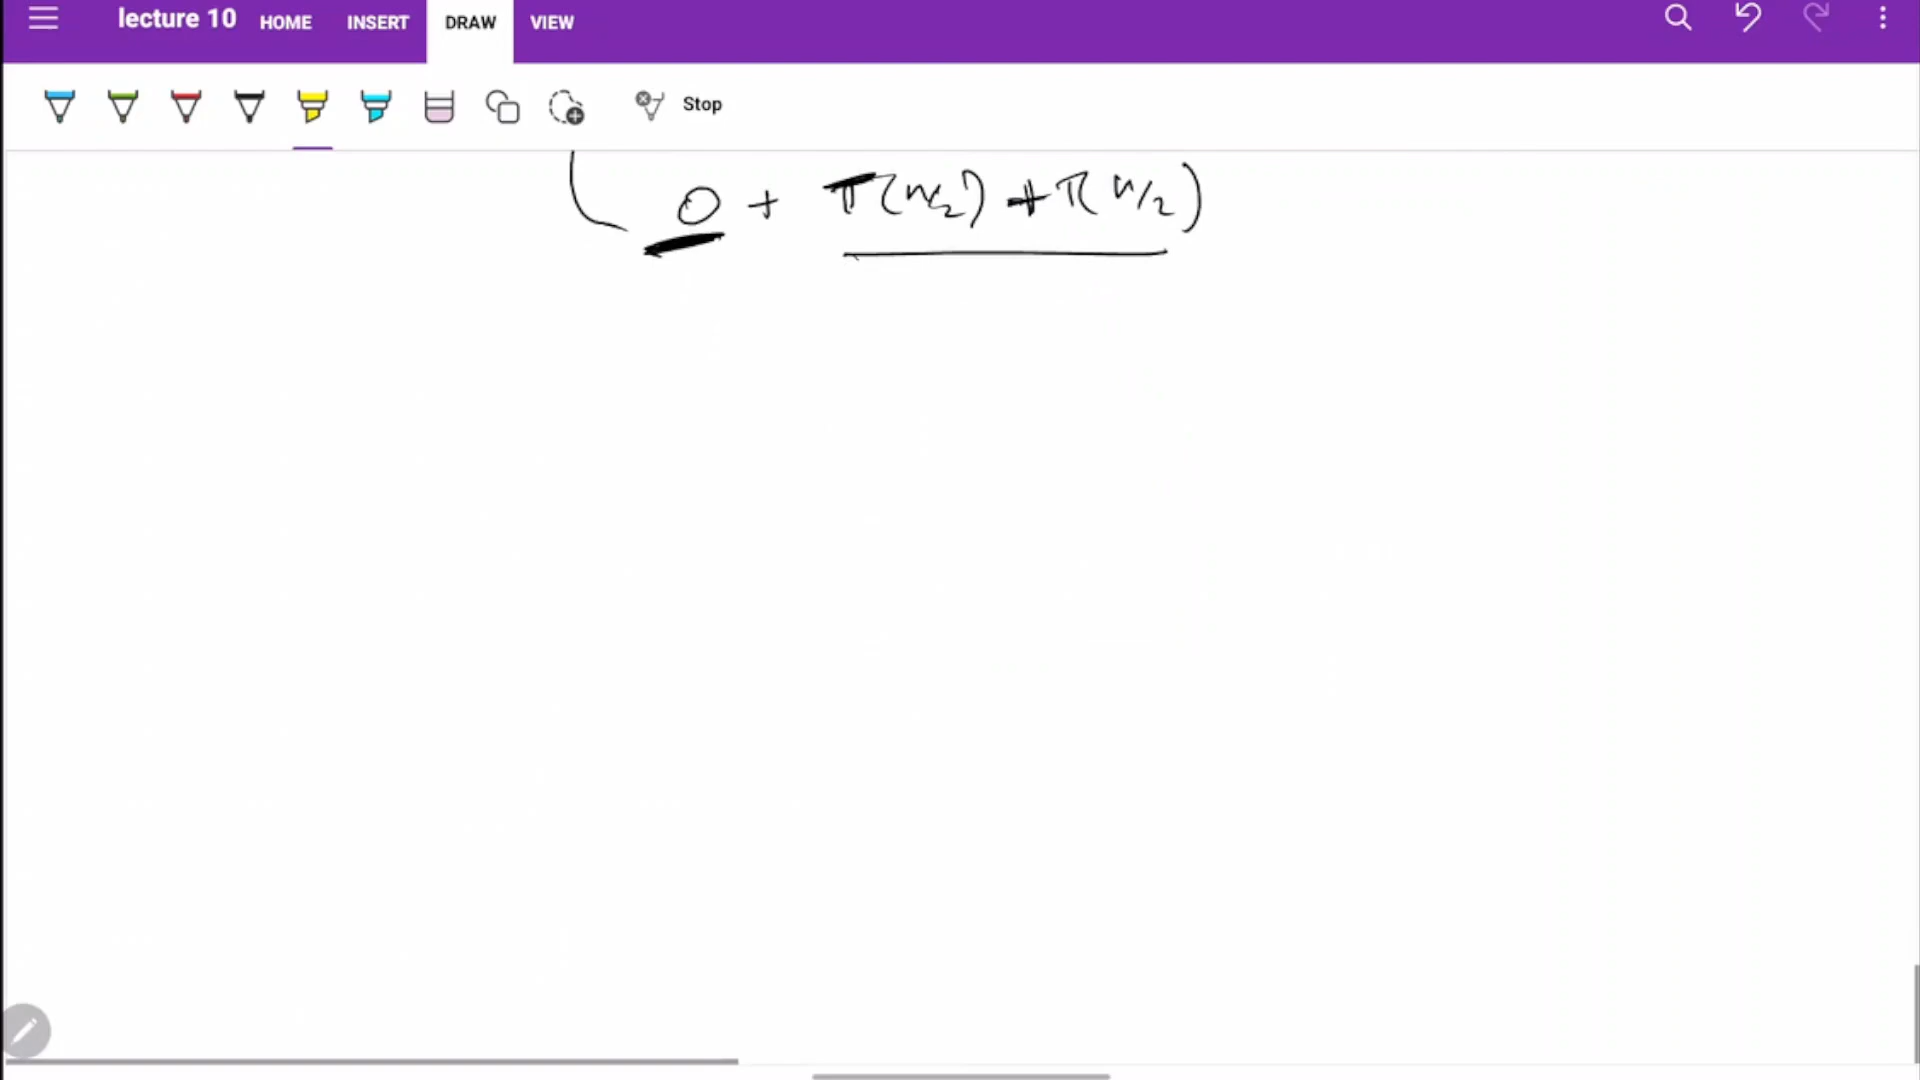 lecture 10 HOME INSERT DRAW VIEW
Stop
0 + T(n/2) + T(n/2)